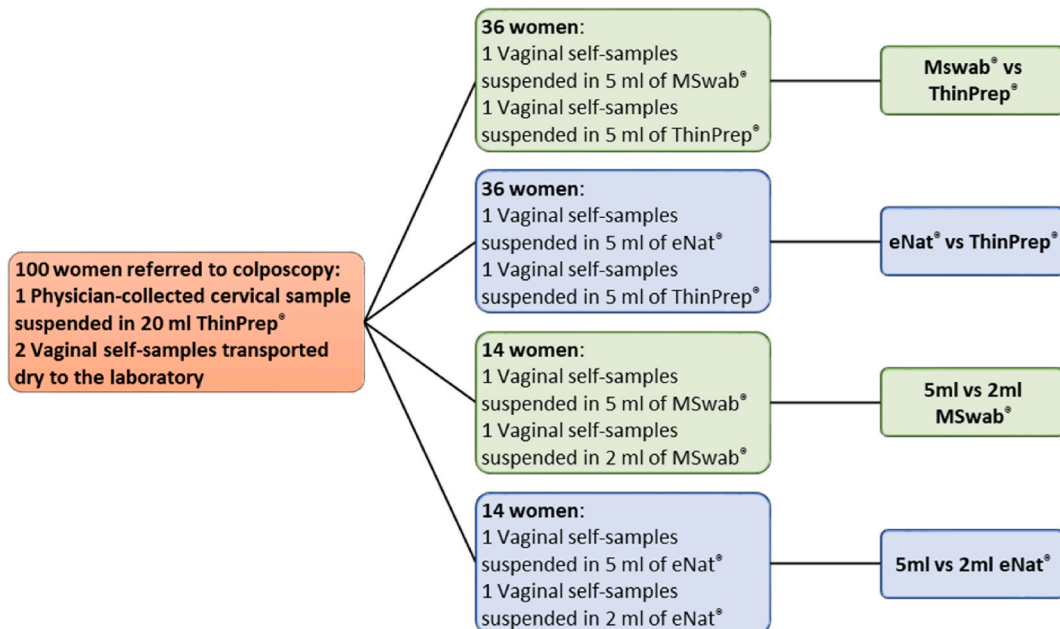 100 women referred to colposcopy:
1 Physician-collected cervical sample
suspended in 20 ml ThinPrep®
2 Vaginal self-samples transported
dry to the laboratory
36 women:
1 Vaginal self-samples
suspended in 5 ml of MSwab®
1 Vaginal self-samples
suspended in 5 ml of ThinPrep®
Mswab® vs
ThinPrep®
36 women:
1 Vaginal self-samples
suspended in 5 ml of eNat®
1 Vaginal self-samples
suspended in 5 ml of ThinPrep®
eNat® vs ThinPrep®
14 women:
1 Vaginal self-samples
suspended in 5 ml of MSwab®
1 Vaginal self-samples
suspended in 2 ml of MSwab®
5ml vs 2ml
MSwab®
14 women:
1 Vaginal self-samples
suspended in 5 ml of eNat®
1 Vaginal self-samples
suspended in 2 ml of eNat®
5ml vs 2ml eNat®